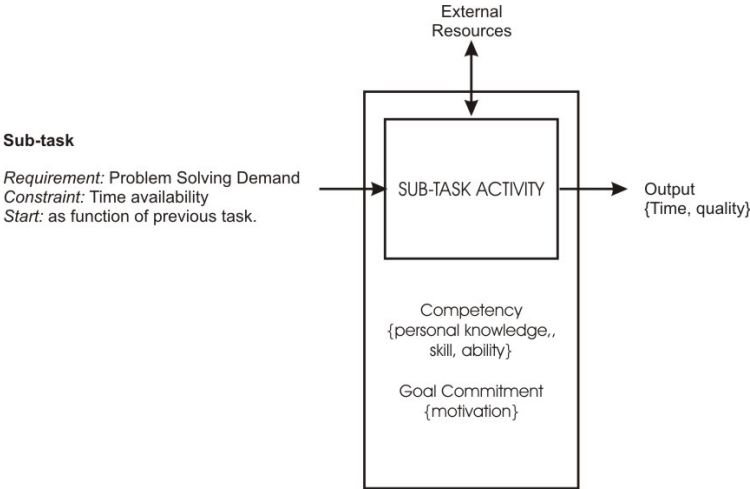 External
Resources
Sub-task
Requirement: Problem Solving Demand
Constraint: Time availability
Start: as function of previous task.
SUB-TASK ACTIVITY
Output
{Time, quality}
Competency
{personal knowledge,,
skill, ability}
Goal Commitment
{motivation}